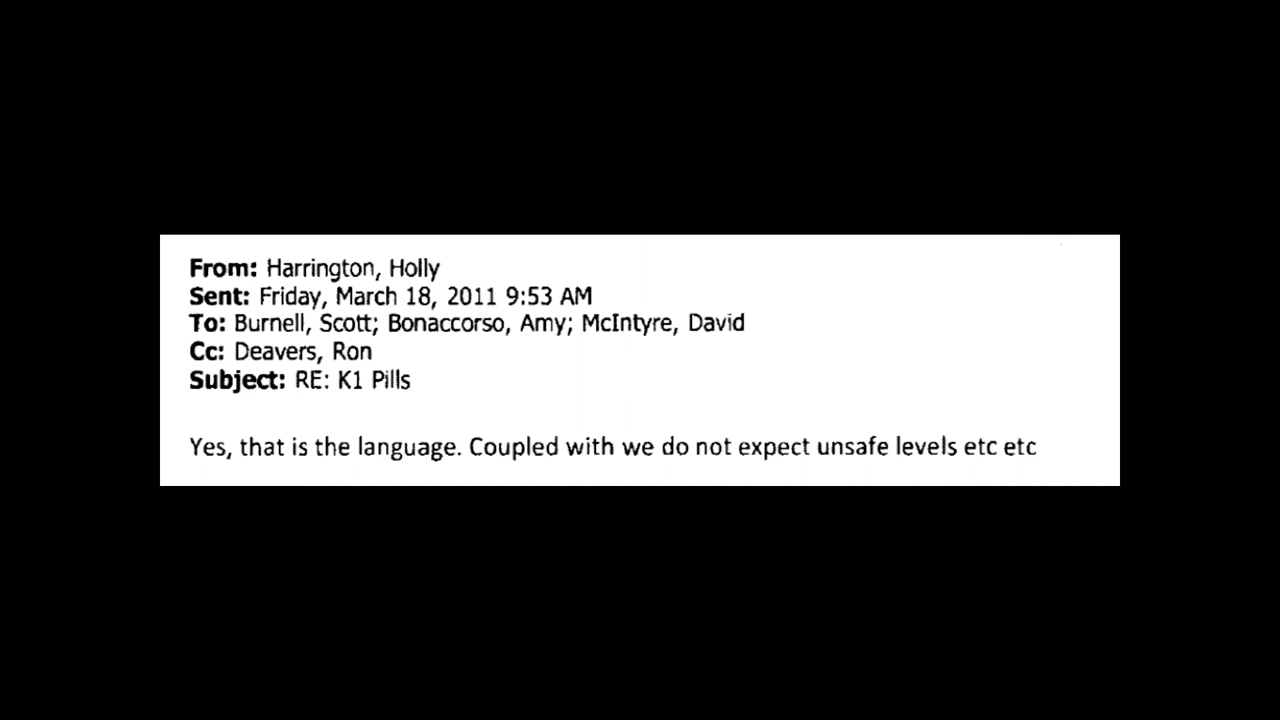 From: Harrington, Holly
Sent: Friday, March 18, 2011 9:53 AM
To: Burnell, Scott; Bonaccorso, Amy; McIntyre, David
Cc: Deavers, Ron
Subject: RE: K1 Pills
Yes, that is the language. Coupled with we do not expect unsafe levels etc etc